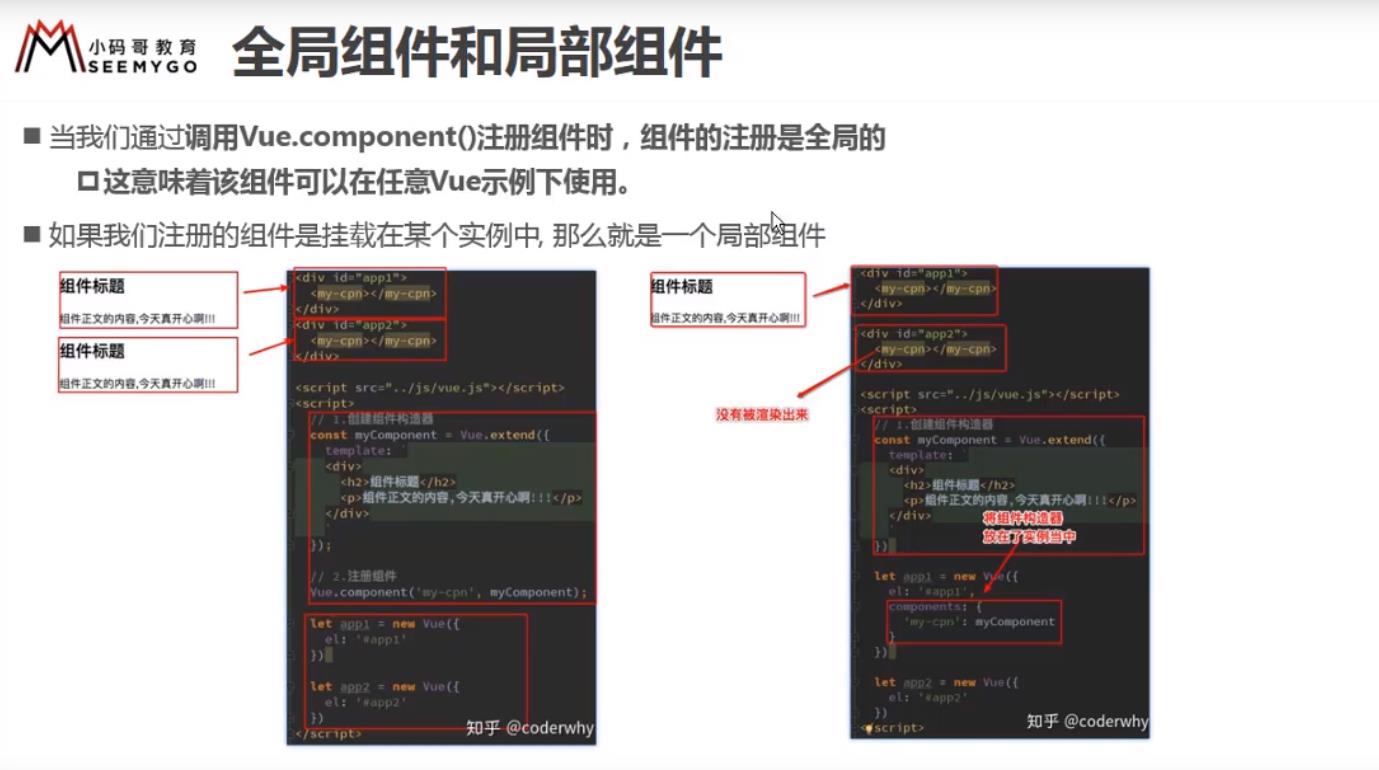 小码哥教育
SEEMYGO
全局组件和局部组件
当我们通过调用Vue.component()注册组件时，组件的注册是全局的
这意味着该组件可以在任意Vue示例下使用。
如果我们注册的组件是挂载在某个实例中, 那么就是一个局部组件
组件标题
组件正文的内容,今天真开心啊!!!
组件标题
组件正文的内容,今天真开心啊!!!
<div id="app1">
<my-cpn></my-cpn>
</div>
<div id="app2">
<my-cpn></my-cpn>
</div>
<script src="../js/vue.js"></script>
<script>
// 1.创建组件构造器
const myComponent = Vue.extend({
template: `
<div>
<h2>组件标题</h2>
<p>组件正文的内容,今天真开心啊!!!</p>
</div>
`
});
// 2.注册组件
Vue.component('my-cpn', myComponent);
let app1 = new Vue({
el: '#app1'
})
let app2 = new Vue({
el: '#app2'
})
</script>
知乎 @coderwhy
组件标题
组件正文的内容,今天真开心啊!!!
<div id="app1">
<my-cpn></my-cpn>
</div>
<div id="app2">
<my-cpn></my-cpn>
</div>
没有被渲染出来
<script src="../js/vue.js"></script>
<script>
// 1.创建组件构造器
const myComponent = Vue.extend({
template: `
<div>
<h2>组件标题</h2>
<p>组件正文的内容,今天真开心啊!!!</p>
</div>
`
})
将组件构造器
放在了实例当中
let app1 = new Vue({
el: '#app1',
components: {
'my-cpn': myComponent
}
})
let app2 = new Vue({
el: '#app2'
})
</script>
知乎 @coderwhy